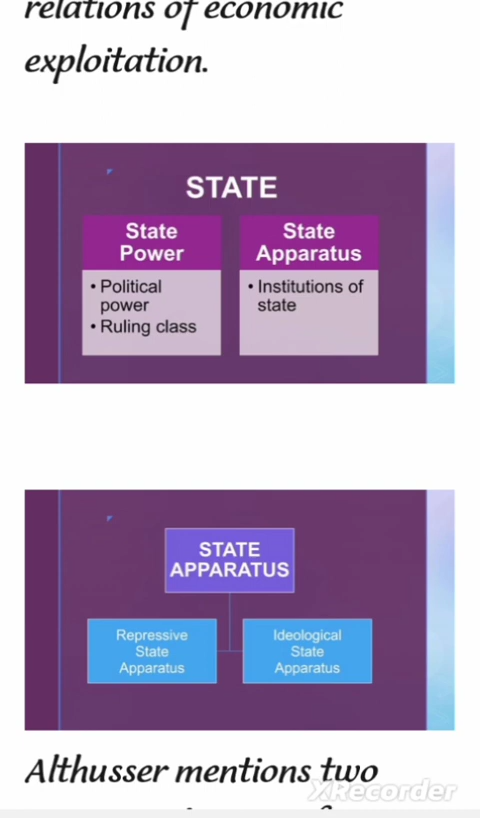 relations of economic
exploitation.
STATE
State
Power
• Political
power
• Ruling class
State
Apparatus
• Institutions of
state
STATE
APPARATUS
Repressive
State
Apparatus
Ideological
State
Apparatus
Althusser mentions two
XRecorder